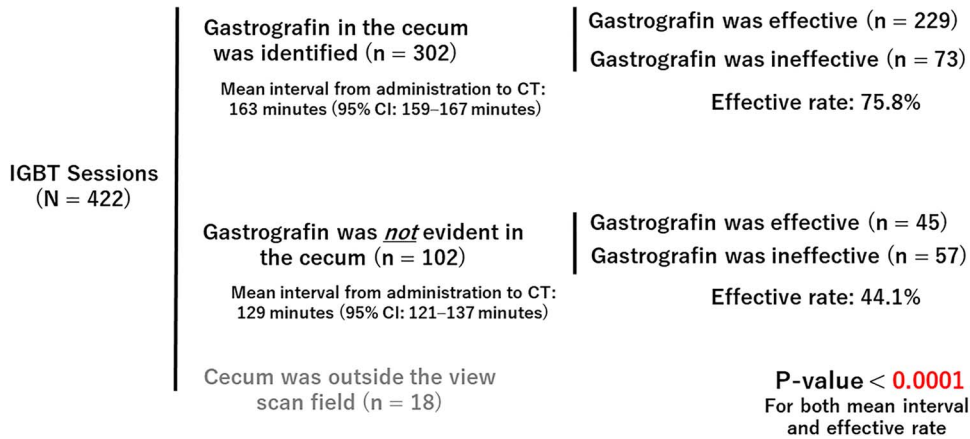 IGBT Sessions
(N = 422)
Gastrografin in the cecum
was identified (n = 302)
Mean interval from administration to CT:
163 minutes (95% CI: 159–167 minutes)
Gastrografin was effective (n = 229)
Gastrografin was ineffective (n = 73)
Effective rate: 75.8%
Gastrografin was not evident in
the cecum (n = 102)
Mean interval from administration to CT:
129 minutes (95% CI: 121–137 minutes)
Gastrografin was effective (n = 45)
Gastrografin was ineffective (n = 57)
Effective rate: 44.1%
Cecum was outside the view
scan field (n = 18)
P-value < 0.0001
For both mean interval
and effective rate